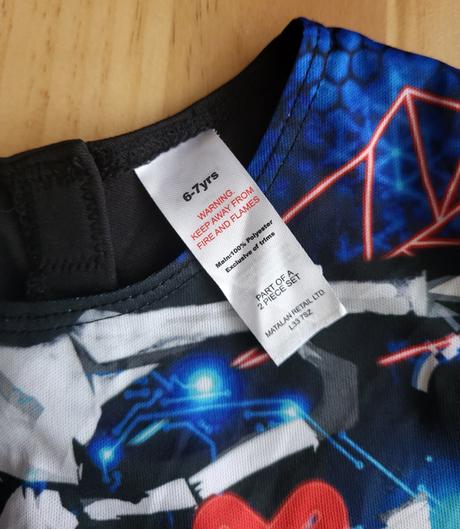 6-7yrs
WARNING.
KEEP AWAY FROM
FIRE AND FLAMES
Main:100% Polyester
Exclusive of trims
PART OF A
2 PIECE SET
MATALAN RETAIL LTD.
L33 7SZ